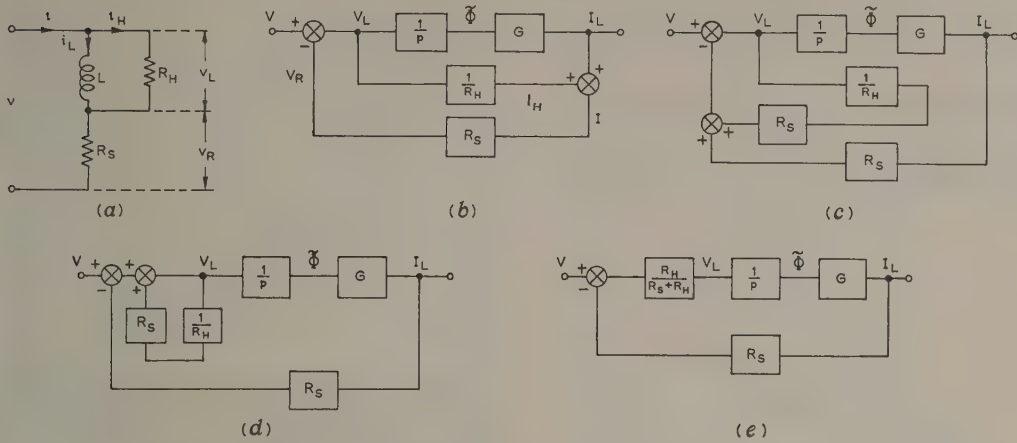 ι
i_H
i_L
L
R_H
V_L
V
R_S
V_R
(a)
V
+
-
V_L
1/P
Φ̃
G
I_L
V_R
1/R_H
I_H
+
+
I
R_S
(b)
V
+
-
V_L
1/P
Φ̃
G
I_L
1/R_H
R_S
+
+
R_S
(c)
V
+
-
+
+
V_L
1/P
Φ̃
G
I_L
R_S
1/R_H
R_S
(d)
V
+
-
R_H/R_S+R_H
V_L
1/P
Φ̃
G
I_L
R_S
(e)